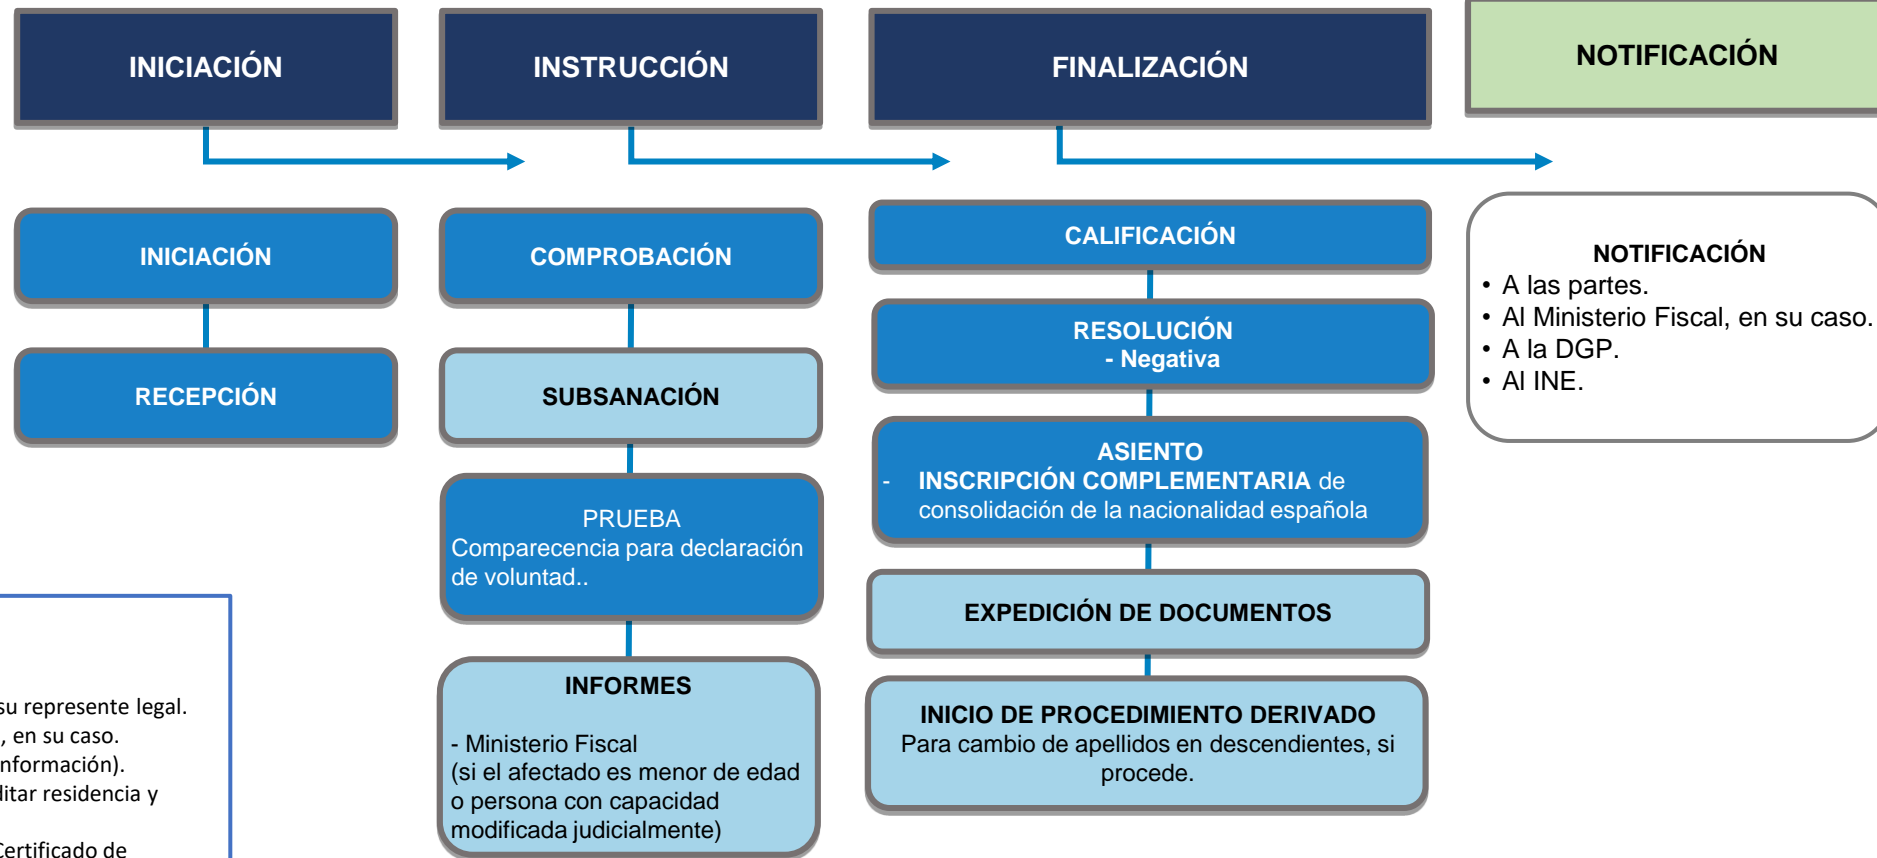 INICIACIÓN
INSTRUCCIÓN
FINALIZACIÓN
NOTIFICACIÓN
INICIACIÓN
RECEPCIÓN
COMPROBACIÓN
SUBSANACIÓN
PRUEBA
Comparecencia para declaración
de voluntad..
INFORMES
- Ministerio Fiscal
(si el afectado es menor de edad
o persona con capacidad
modificada judicialmente)
CALIFICACIÓN
RESOLUCIÓN
- Negativa
ASIENTO
- INSCRIPCIÓN COMPLEMENTARIA de
consolidación de la nacionalidad española
EXPEDICIÓN DE DOCUMENTOS
INICIO DE PROCEDIMIENTO DERIVADO
Para cambio de apellidos en descendientes, si
procede.
NOTIFICACIÓN
• A las partes.
• Al Ministerio Fiscal, en su caso.
• A la DGP.
• Al INE.
su represente legal.
, en su caso.
nformación).
ditar residencia y
Certificado de